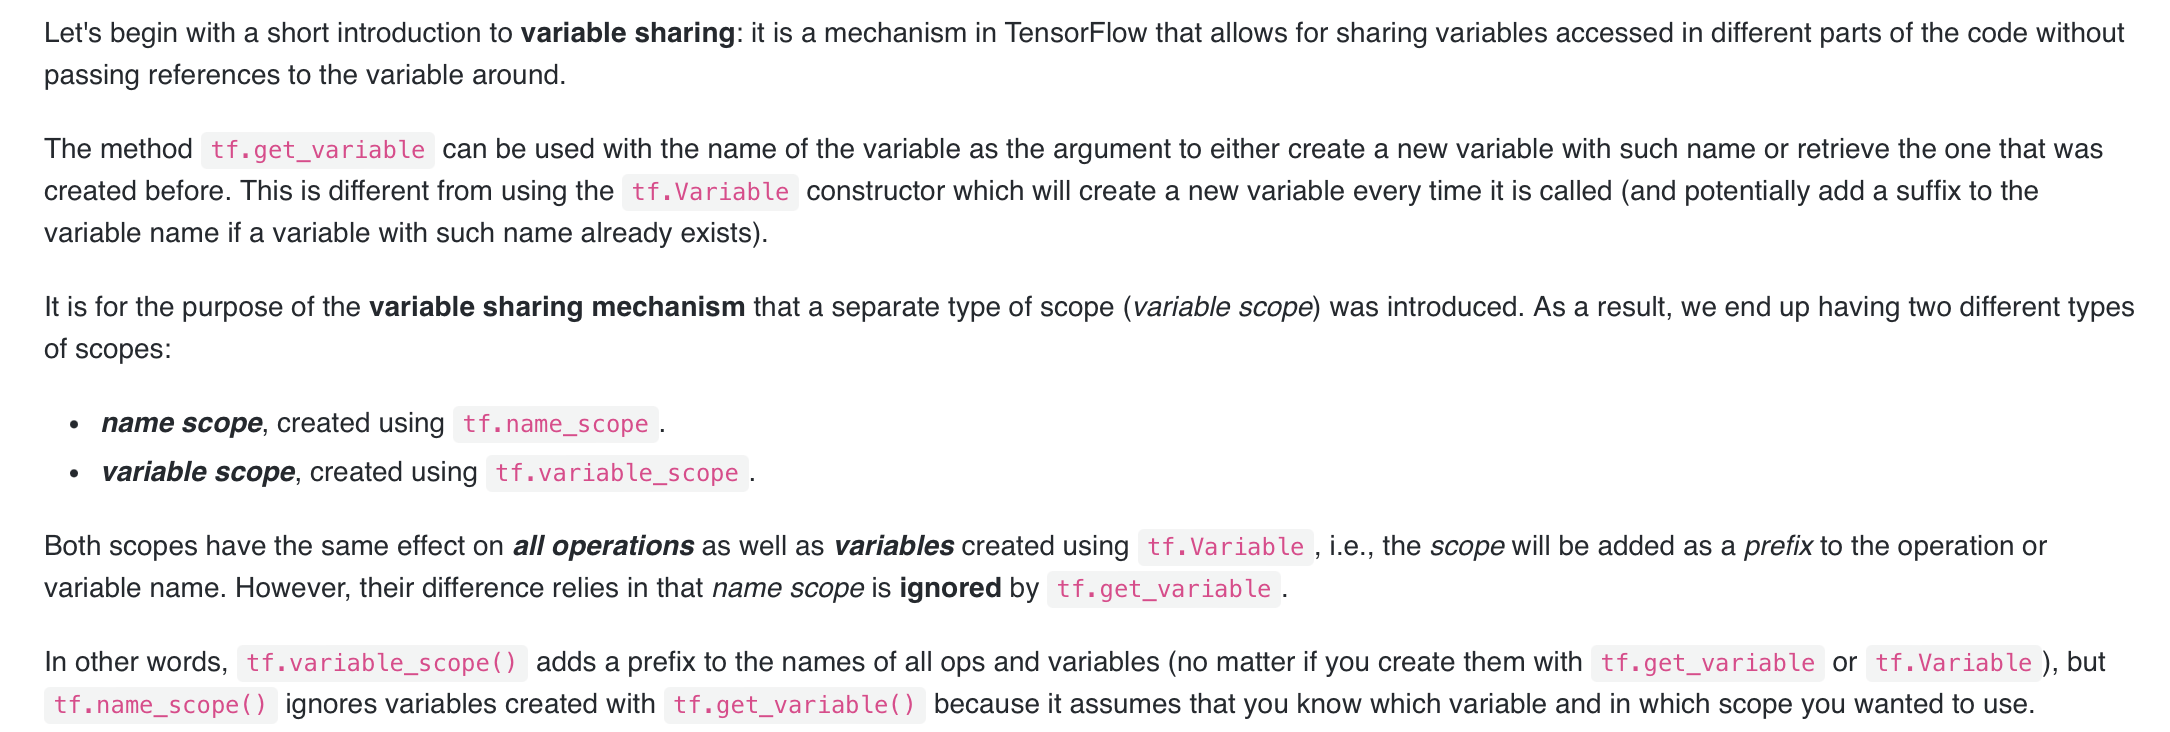 Let's begin with a short introduction to variable sharing: it is a mechanism in TensorFlow that allows for sharing variables accessed in different parts of the code without
passing references to the variable around.
The method tf.get_variable can be used with the name of the variable as the argument to either create a new variable with such name or retrieve the one that was
created before. This is different from using the tf.Variable constructor which will create a new variable every time it is called (and potentially add a suffix to the
variable name if a variable with such name already exists).
It is for the purpose of the variable sharing mechanism that a separate type of scope (variable scope) was introduced. As a result, we end up having two different types
of scopes:
• name scope, created using tf.name_scope.
• variable scope, created using tf.variable_scope.
Both scopes have the same effect on all operations as well as variables created using tf.Variable, i.e., the scope will be added as a prefix to the operation or
variable name. However, their difference relies in that name scope is ignored by tf.get_variable.
In other words, tf.variable_scope() adds a prefix to the names of all ops and variables (no matter if you create them with tf.get_variable or tf.Variable), but
tf.name_scope() ignores variables created with tf.get_variable() because it assumes that you know which variable and in which scope you wanted to use.